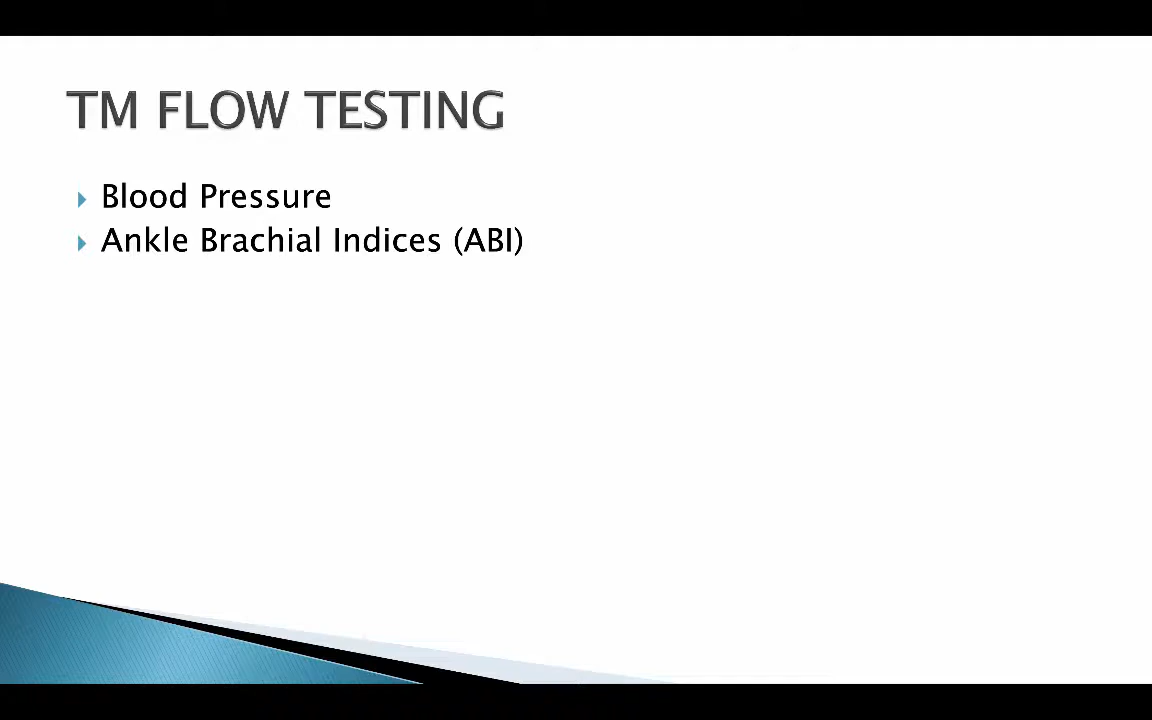 TM FLOW TESTING
Blood Pressure
Ankle Brachial Indices (ABI)